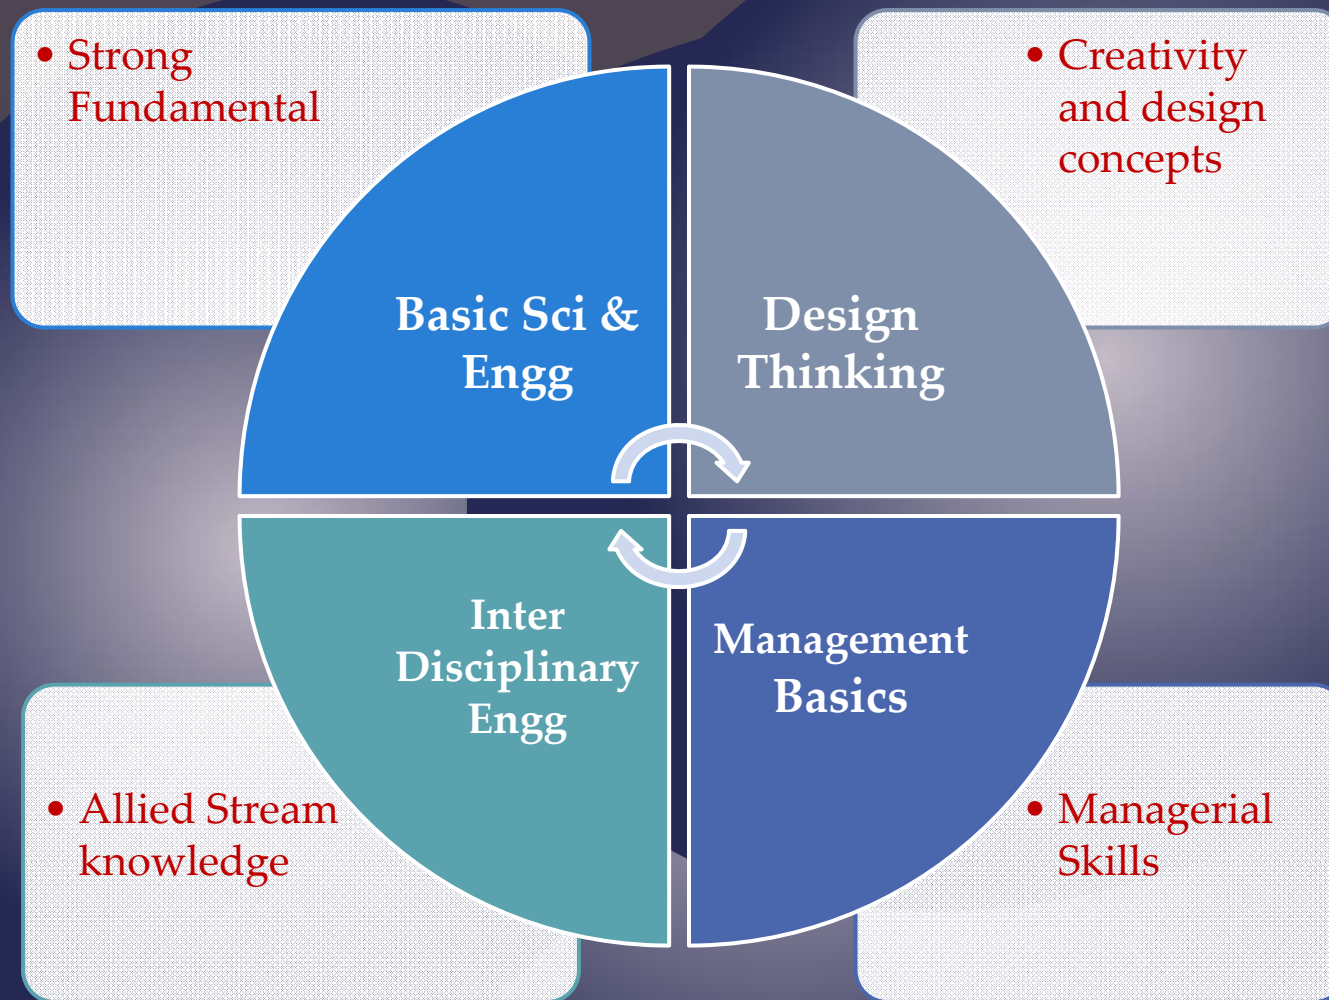 • Strong
Fundamental
• Creativity
and design
concepts
Basic Sci &
Engg
Design
Thinking
Inter
Disciplinary
Engg
Management
Basics
• Allied Stream
knowledge
• Managerial
Skills